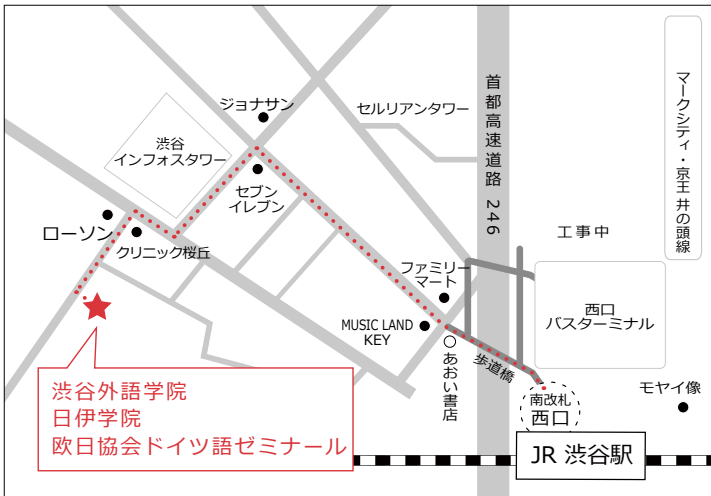 ジョナサン
セルリアンタワー
首都高速道路 246
マークシティ・京王 井の頭線
渋谷
インフォスタワー
セブン
イレブン
ローソン
クリニック桜丘
工事中
ファミリー
マート
西口
バスターミナル
MUSIC LAND
KEY
あおい書店
歩道橋
モヤイ像
南改札
西口
渋谷外語学院
日伊学院
欧日協会ドイツ語ゼミナール
JR 渋谷駅